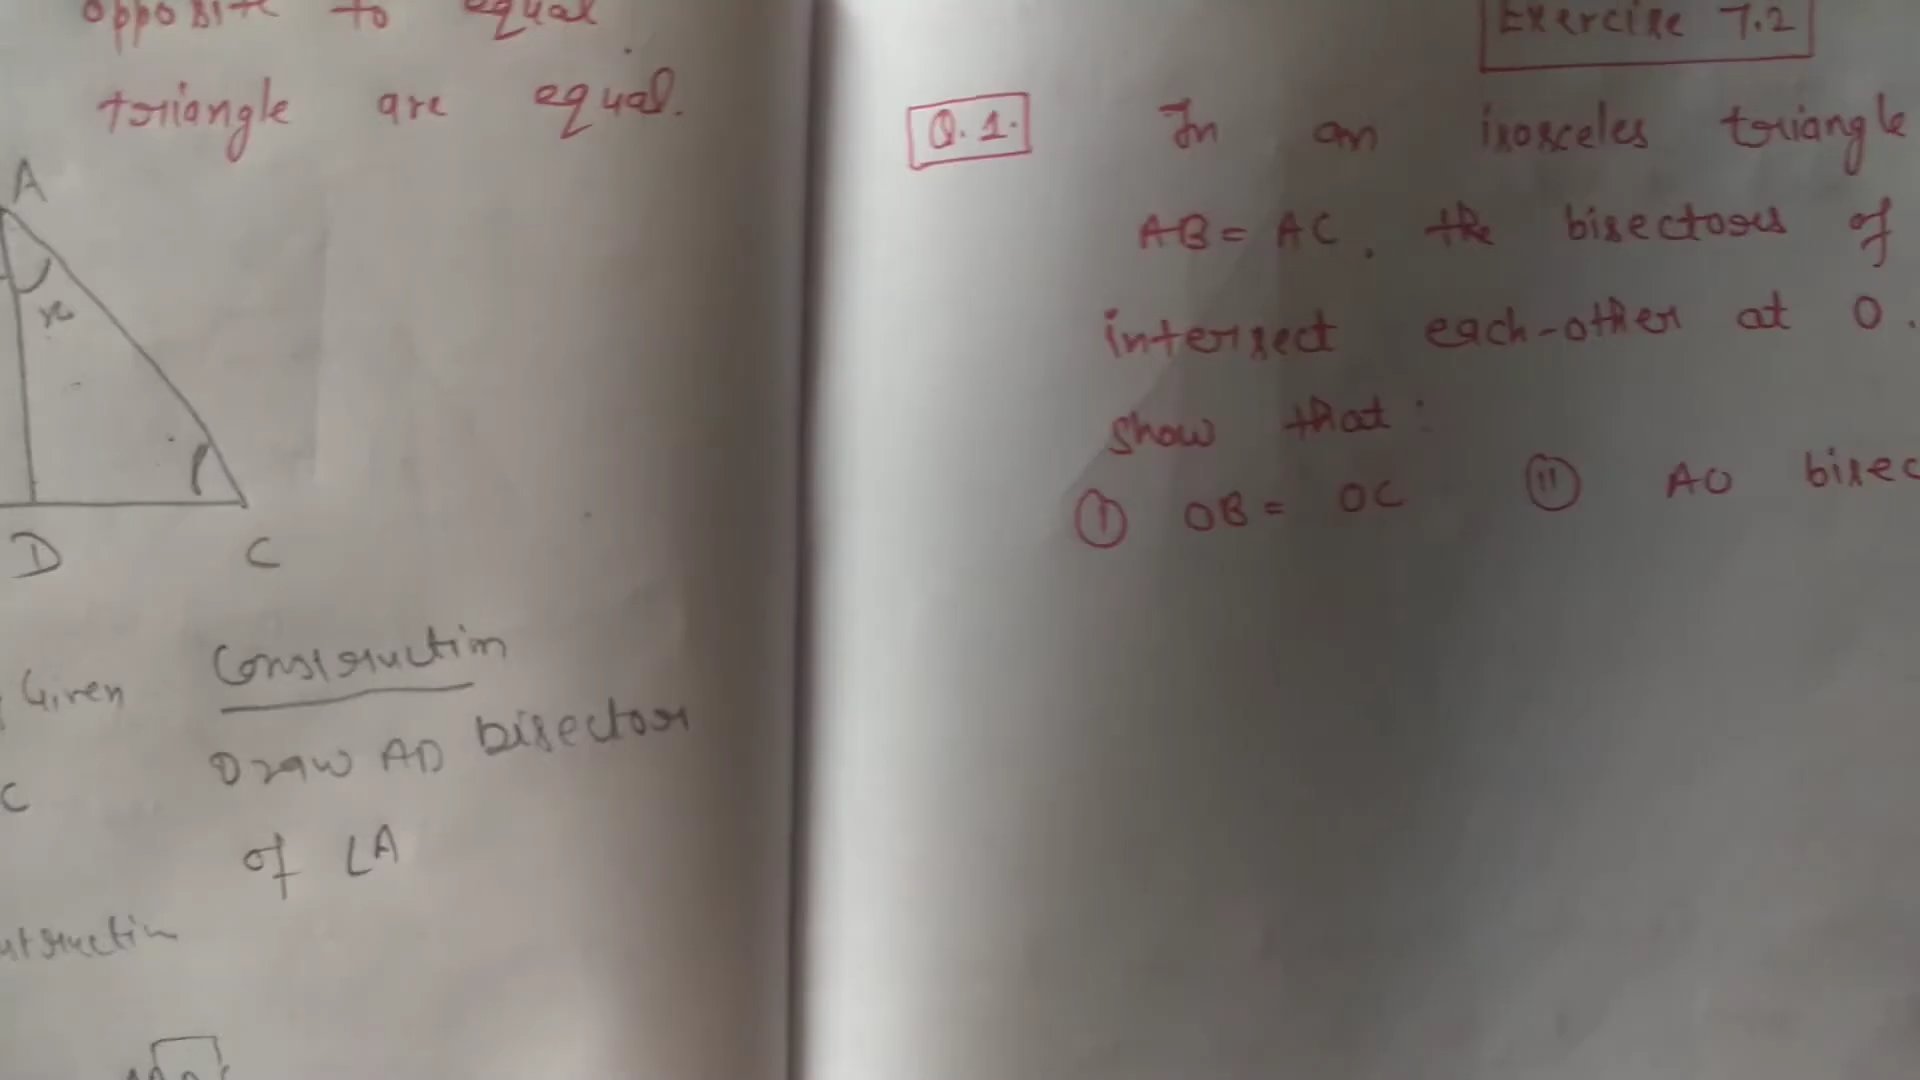 opposite to equal
triangle are equal.
A
x
D C
Given
Construction
Draw AD bisector
C
of ∠A
Exercise 7.2
Q.1. In an isosceles triangle
AB = AC. the bisectors of
intersect each-other at O.
show that:
(i) OB = OC (ii) AO bisec